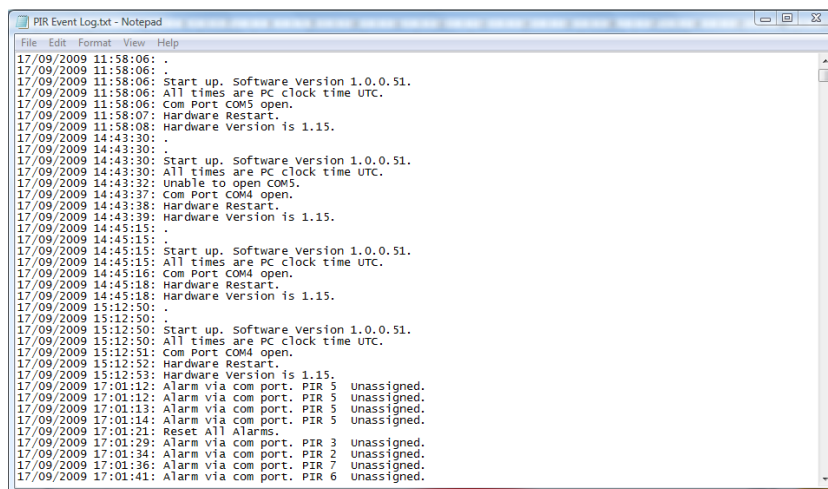 PIR Event Log.txt - Notepad
File Edit Format View Help
17/09/2009 11:58:06: .
17/09/2009 11:58:06: .
17/09/2009 11:58:06: Start up. Software Version 1.0.0.51.
17/09/2009 11:58:06: All times are PC clock time UTC.
17/09/2009 11:58:06: Com Port COM5 open.
17/09/2009 11:58:07: Hardware Restart.
17/09/2009 11:58:08: Hardware Version is 1.15.
17/09/2009 14:43:30: .
17/09/2009 14:43:30: .
17/09/2009 14:43:30: Start up. Software Version 1.0.0.51.
17/09/2009 14:43:30: All times are PC clock time UTC.
17/09/2009 14:43:32: Unable to open COM5.
17/09/2009 14:43:37: Com Port COM4 open.
17/09/2009 14:43:38: Hardware Restart.
17/09/2009 14:43:39: Hardware Version is 1.15.
17/09/2009 14:45:15: .
17/09/2009 14:45:15: .
17/09/2009 14:45:15: Start up. Software Version 1.0.0.51.
17/09/2009 14:45:15: All times are PC clock time UTC.
17/09/2009 14:45:16: Com Port COM4 open.
17/09/2009 14:45:18: Hardware Restart.
17/09/2009 14:45:18: Hardware Version is 1.15.
17/09/2009 15:12:50: .
17/09/2009 15:12:50: .
17/09/2009 15:12:50: Start up. Software Version 1.0.0.51.
17/09/2009 15:12:50: All times are PC clock time UTC.
17/09/2009 15:12:51: Com Port COM4 open.
17/09/2009 15:12:52: Hardware Restart.
17/09/2009 15:12:53: Hardware Version is 1.15.
17/09/2009 17:01:12: Alarm via com port. PIR 5  Unassigned.
17/09/2009 17:01:12: Alarm via com port. PIR 5  Unassigned.
17/09/2009 17:01:13: Alarm via com port. PIR 5  Unassigned.
17/09/2009 17:01:14: Alarm via com port. PIR 5  Unassigned.
17/09/2009 17:01:21: Reset All Alarms.
17/09/2009 17:01:29: Alarm via com port. PIR 3  Unassigned.
17/09/2009 17:01:34: Alarm via com port. PIR 2  Unassigned.
17/09/2009 17:01:36: Alarm via com port. PIR 7  Unassigned.
17/09/2009 17:01:41: Alarm via com port. PIR 6  Unassigned.